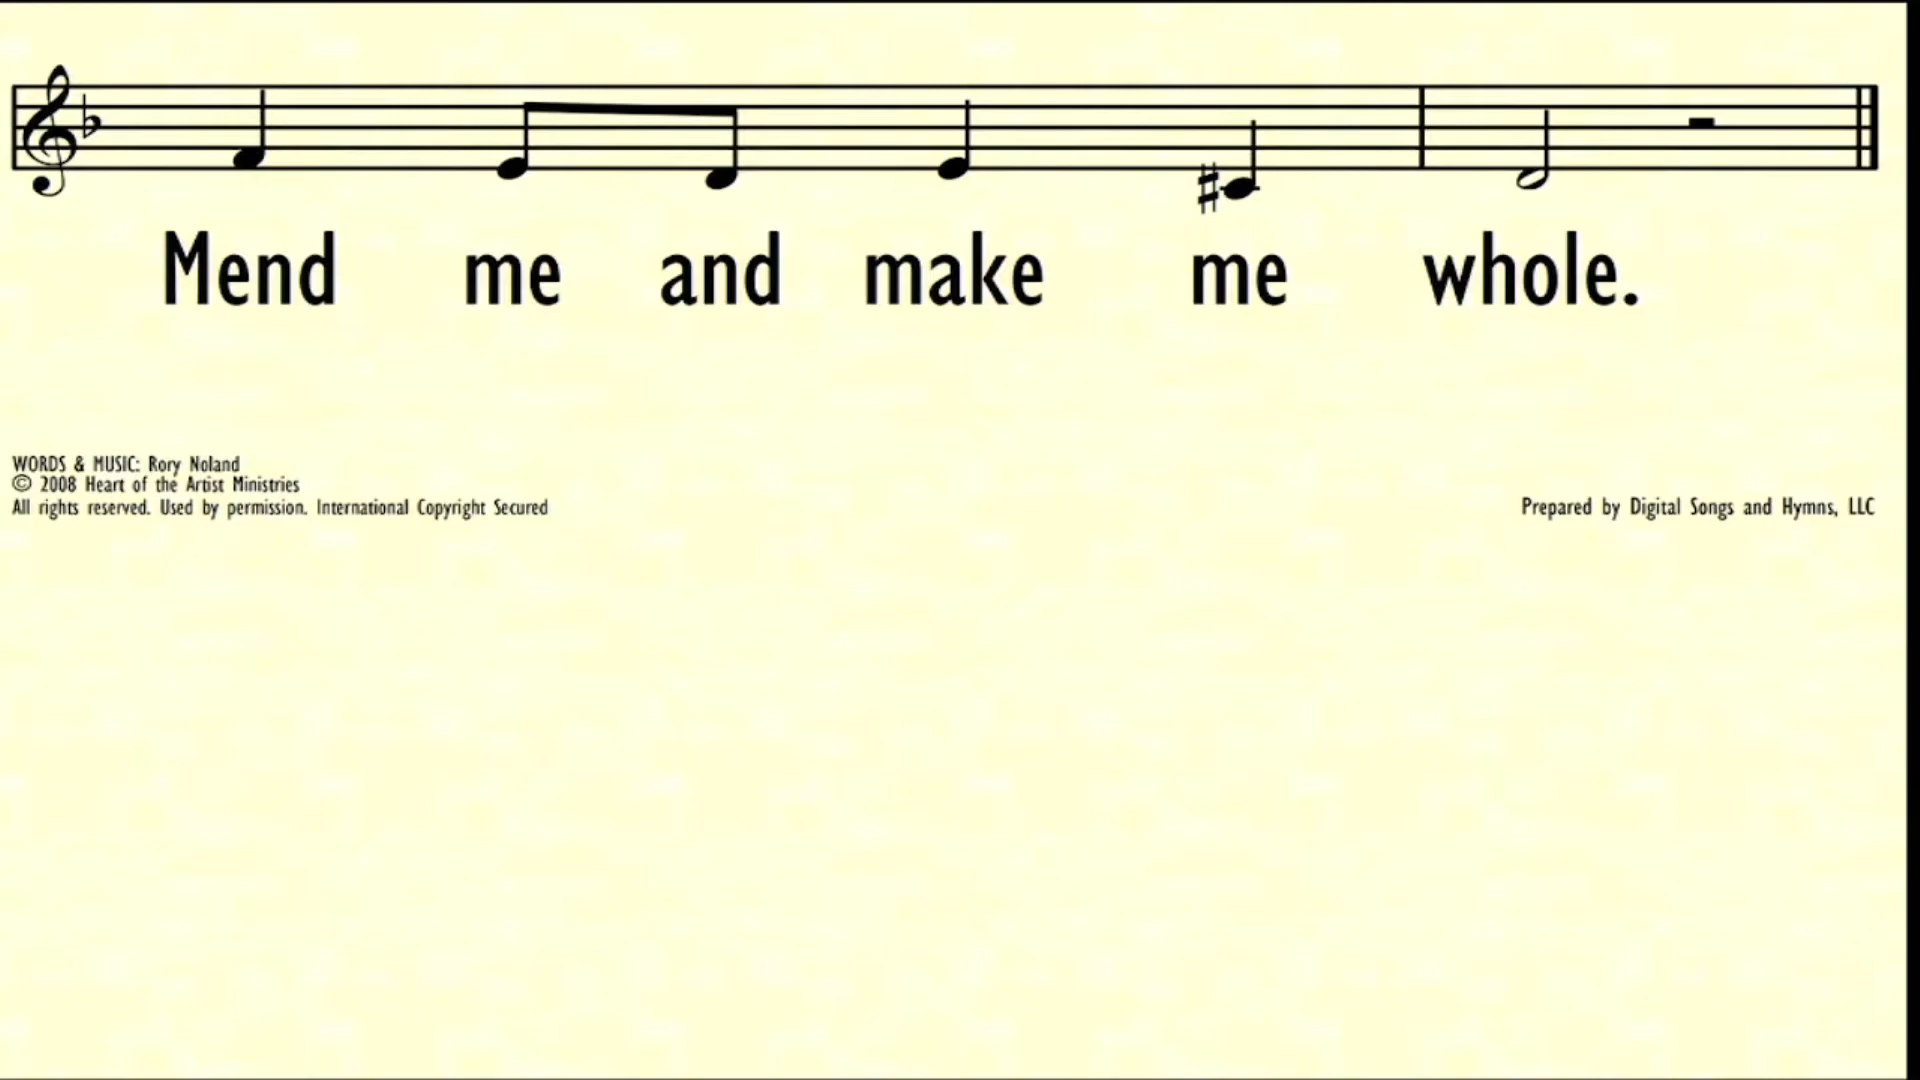 Mend me and make me whole.
WORDS & MUSIC: Rory Noland
© 2008 Heart of the Artist Ministries
All rights reserved. Used by permission. International Copyright Secured
Prepared by Digital Songs and Hymns, LLC